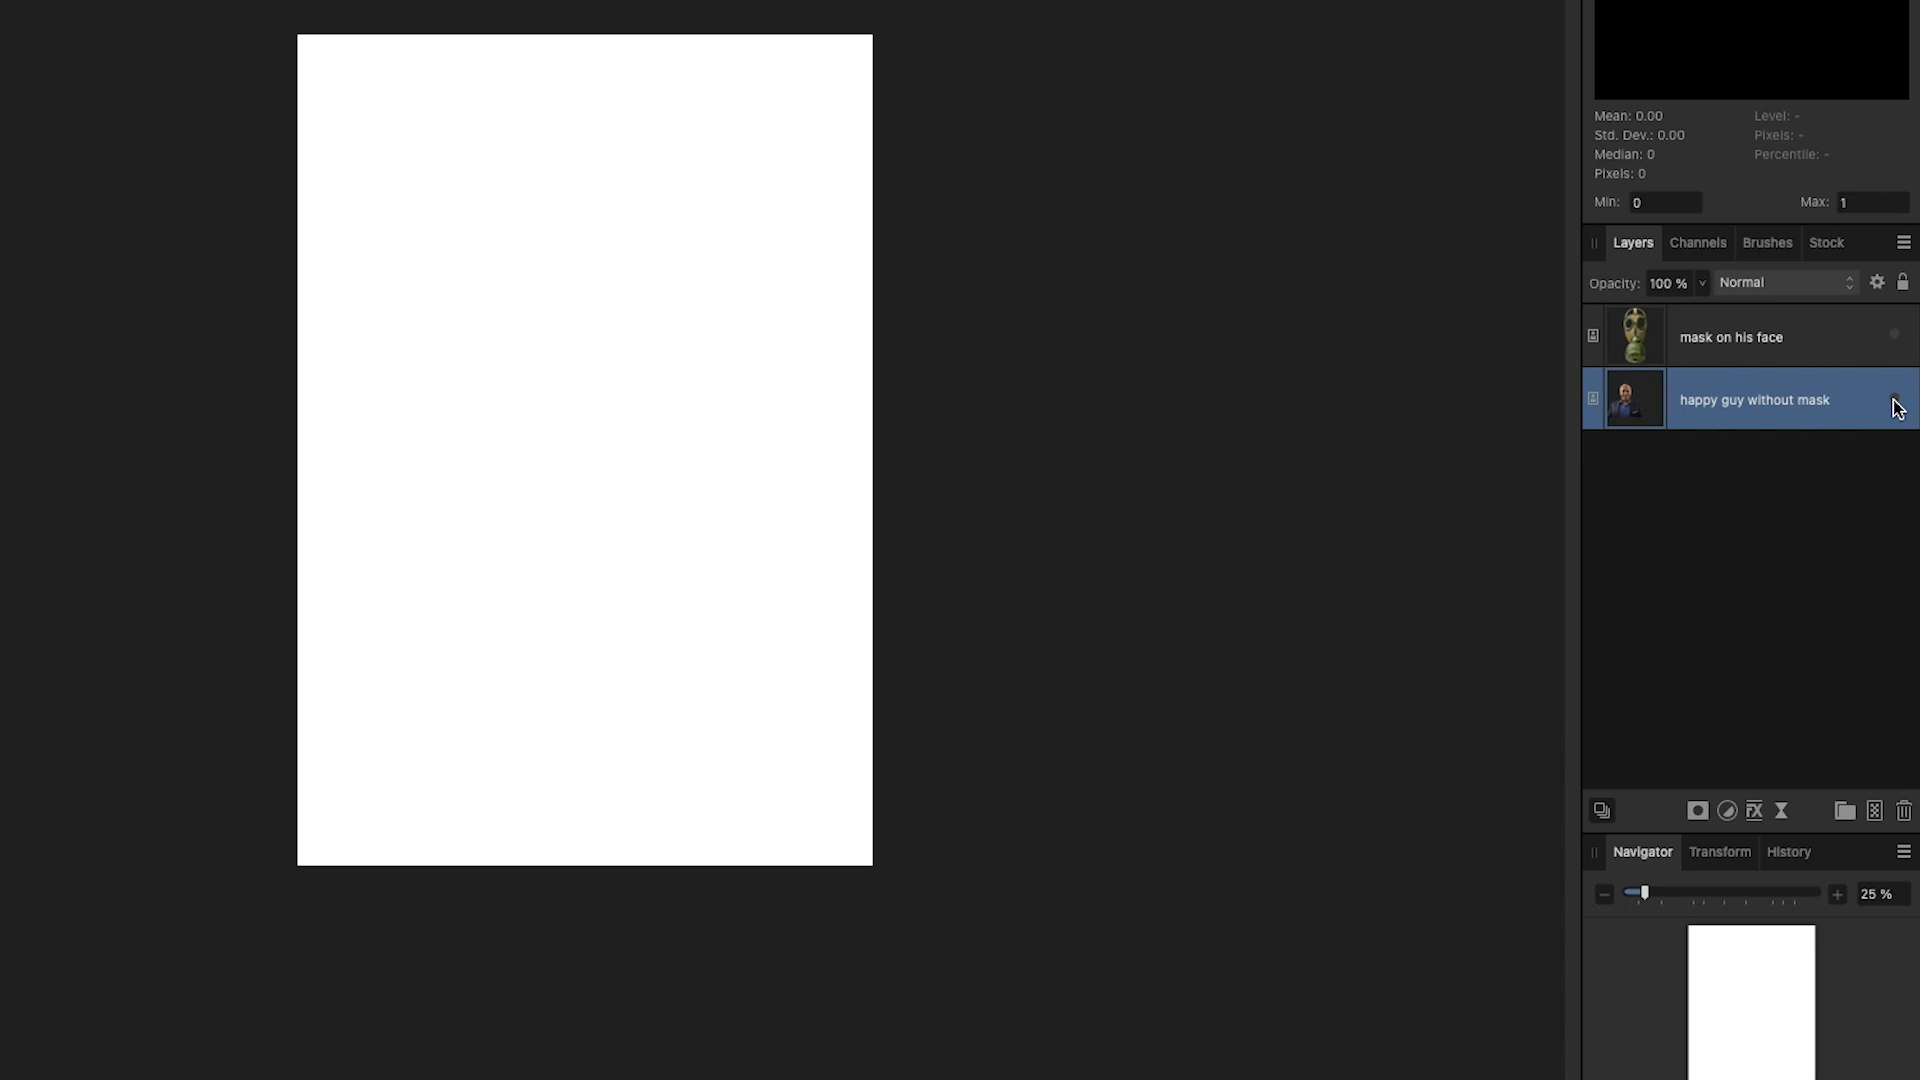 Mean: 0.00
Level: -
Std. Dev.: 0.00
Pixels: -
Median: 0
Percentile: -
Pixels: 0
Min: 0
Max: 1
Layers Channels Brushes Stock
Opacity: 100 % Normal
mask on his face
happy guy without mask
FX
Navigator Transform History
25 %